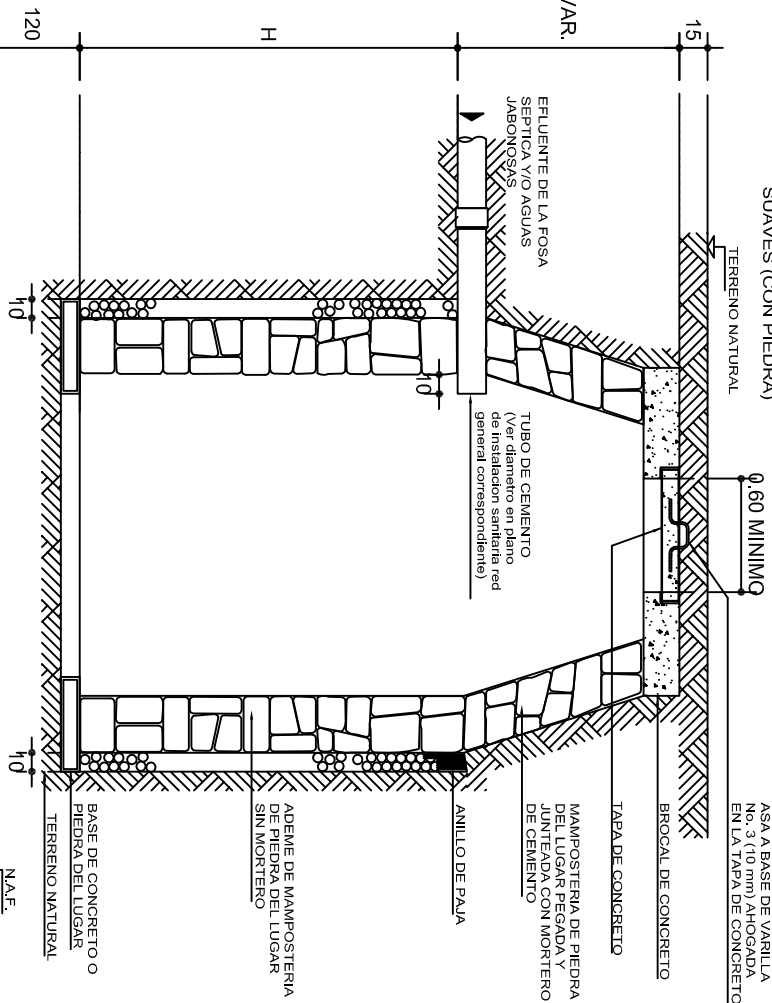 SUAVES (CON PIEDRA)
TERRENO NATURAL
0.60 MINIMO
ASA A BASE DE VARILLA
No. 3 (10 mm) AHOGADA
EN LA TAPA DE CONCRETO
BROCAL DE CONCRETO
TAPA DE CONCRETO
MAMPOSTERIA DE PIEDRA
DEL LUGAR PEGADA Y
JUNTEADA CON MORTERO
DE CEMENTO
ANILLO DE PAJA
ADEME DE MAMPOSTERIA
DE PIEDRA DEL LUGAR
SIN MORTERO
BASE DE CONCRETO O
PIEDRA DEL LUGAR
TERRENO NATURAL
N.A.F.
EFLUENTE DE LA FOSA
SEPTICA Y/O AGUAS
JABONOSAS
TUBO DE CEMENTO
(Ver diametro en plano
de instalacion sanitaria red
general correspondiente)
15
VAR.
H
120
10
10
10